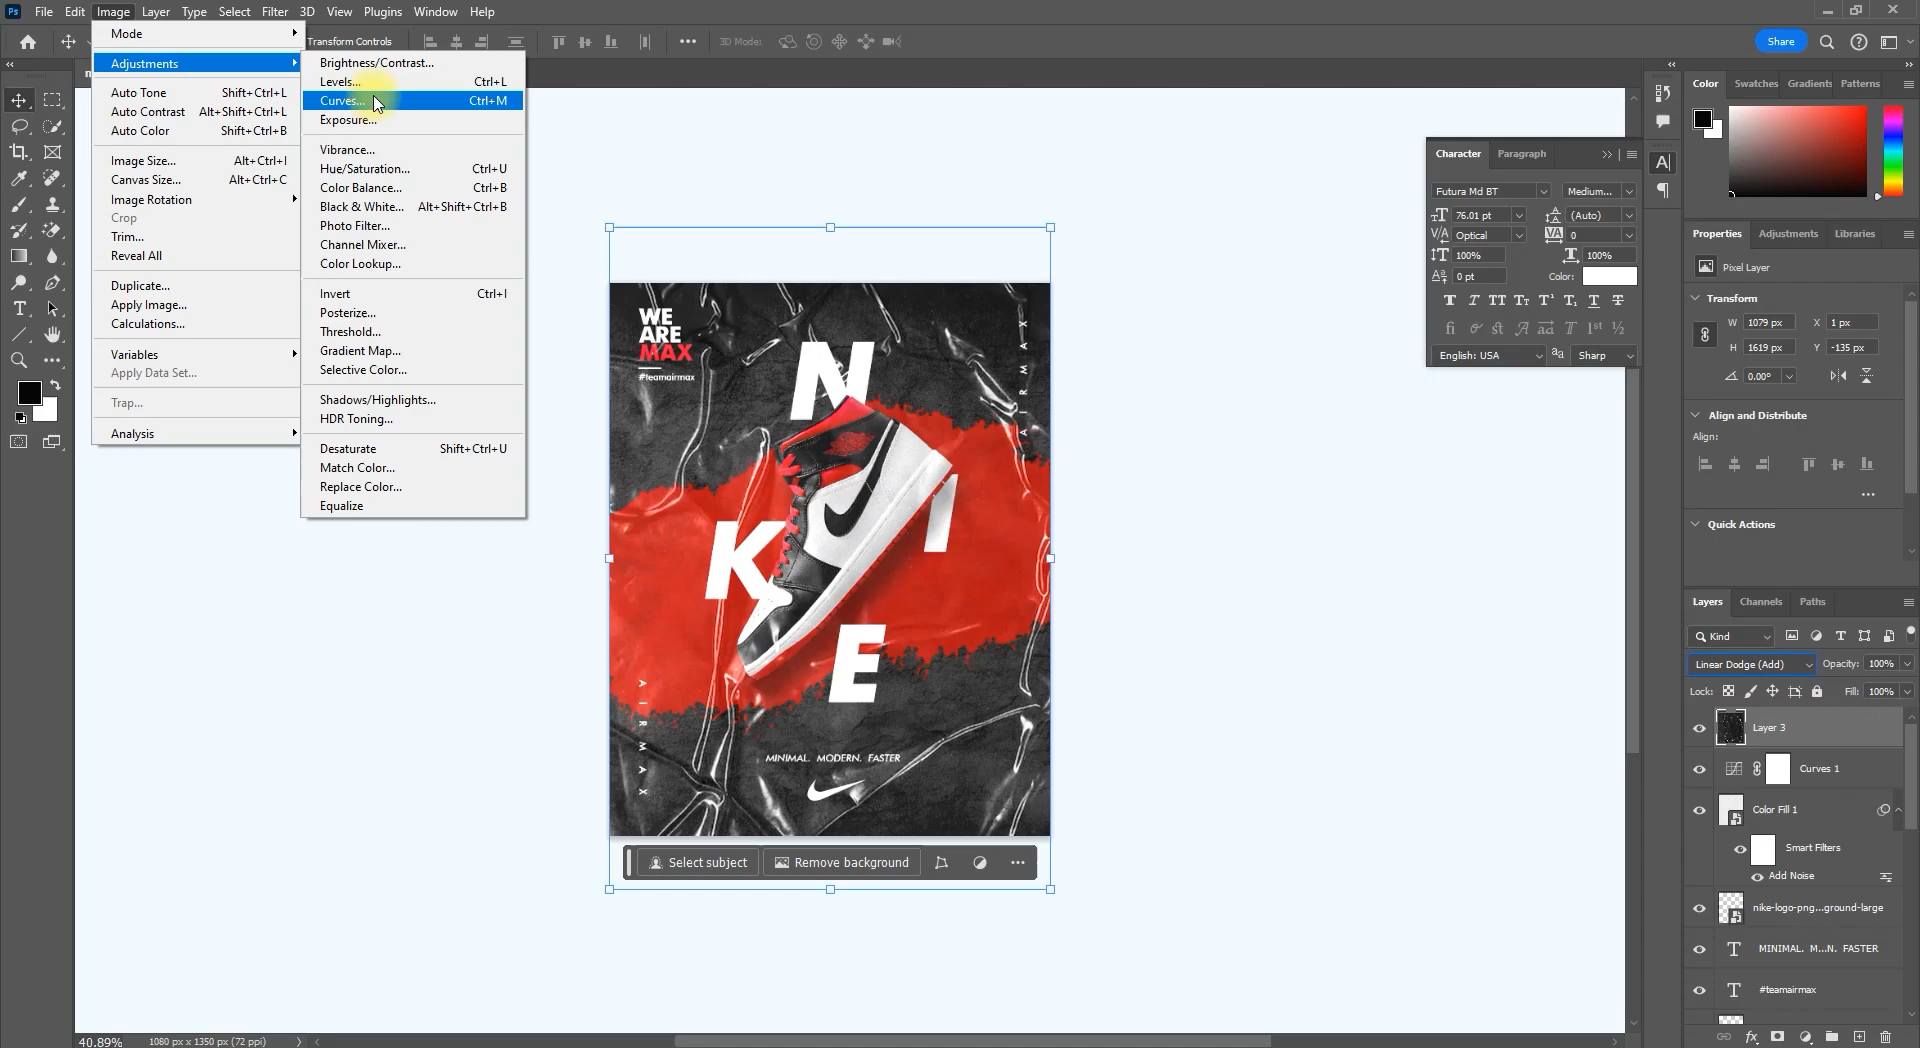 Ps File Edit Image Layer Type Select Filter 3D View Plugins Window Help
Transform Controls
3D Mode:
Share
Mode
Adjustments
Auto Tone Shift+Ctrl+L
Auto Contrast Alt+Shift+Ctrl+L
Auto Color Shift+Ctrl+B
Image Size... Alt+Ctrl+I
Canvas Size... Alt+Ctrl+C
Image Rotation
Crop
Trim...
Reveal All
Duplicate...
Apply Image...
Calculations...
Variables
Apply Data Set...
Trap...
Analysis
Brightness/Contrast...
Levels... Ctrl+L
Curves... Ctrl+M
Exposure...
Vibrance...
Hue/Saturation... Ctrl+U
Color Balance... Ctrl+B
Black & White... Alt+Shift+Ctrl+B
Photo Filter...
Channel Mixer...
Color Lookup...
Invert Ctrl+I
Posterize...
Threshold...
Gradient Map...
Selective Color...
Shadows/Highlights...
HDR Toning...
Desaturate Shift+Ctrl+U
Match Color...
Replace Color...
Equalize
WE
ARE
MAX
#teamairmax
AIRMAX
N
I
K
E
AIRMAX
MINIMAL. MODERN. FASTER
Select subject Remove background
Character Paragraph
Futura Md BT Medium...
76.01 pt (Auto)
Optical 0
100% 100%
0 pt Color:
English: USA Sharp
Color Swatches Gradients Patterns
Properties Adjustments Libraries
Pixel Layer
Transform
W 1079 px X 1 px
H 1619 px Y -135 px
0.00°
Align and Distribute
Align:
Quick Actions
Layers Channels Paths
Kind
Linear Dodge (Add) Opacity: 100%
Lock: Fill: 100%
Layer 3
Curves 1
Color Fill 1
Smart Filters
Add Noise
nike-logo-png...ground-large
MINIMAL. M...N. FASTER
#teamairmax
40.89% 1080 px x 1350 px (72 ppi)